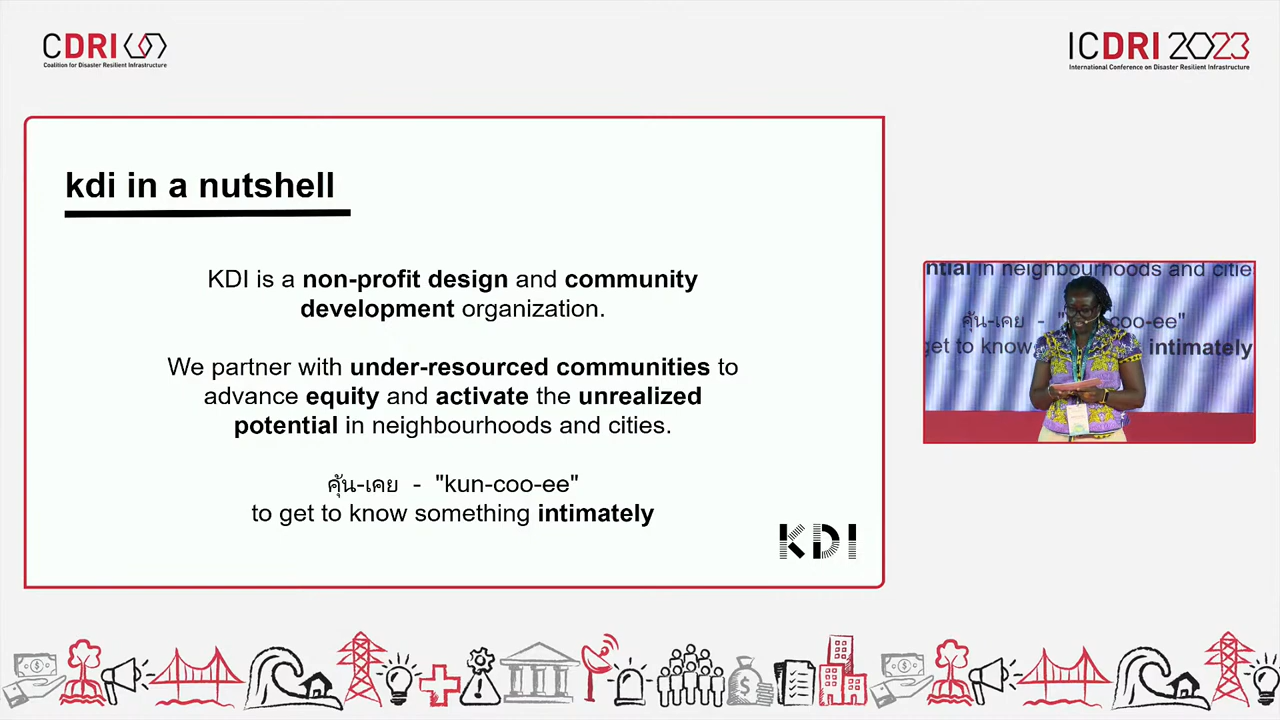 CDRI
Coalition for Disaster Resilient Infrastructure
ICDRI 2023
International Conference on Disaster Resilient Infrastructure
kdi in a nutshell
KDI is a non-profit design and community
development organization.
We partner with under-resourced communities to
advance equity and activate the unrealized
potential in neighbourhoods and cities.
คุ้น-เคย - "kun-coo-ee"
to get to know something intimately
KDI
in neighbourhoods and
คุ้น-เคย - coo-ee"
get to know intimately